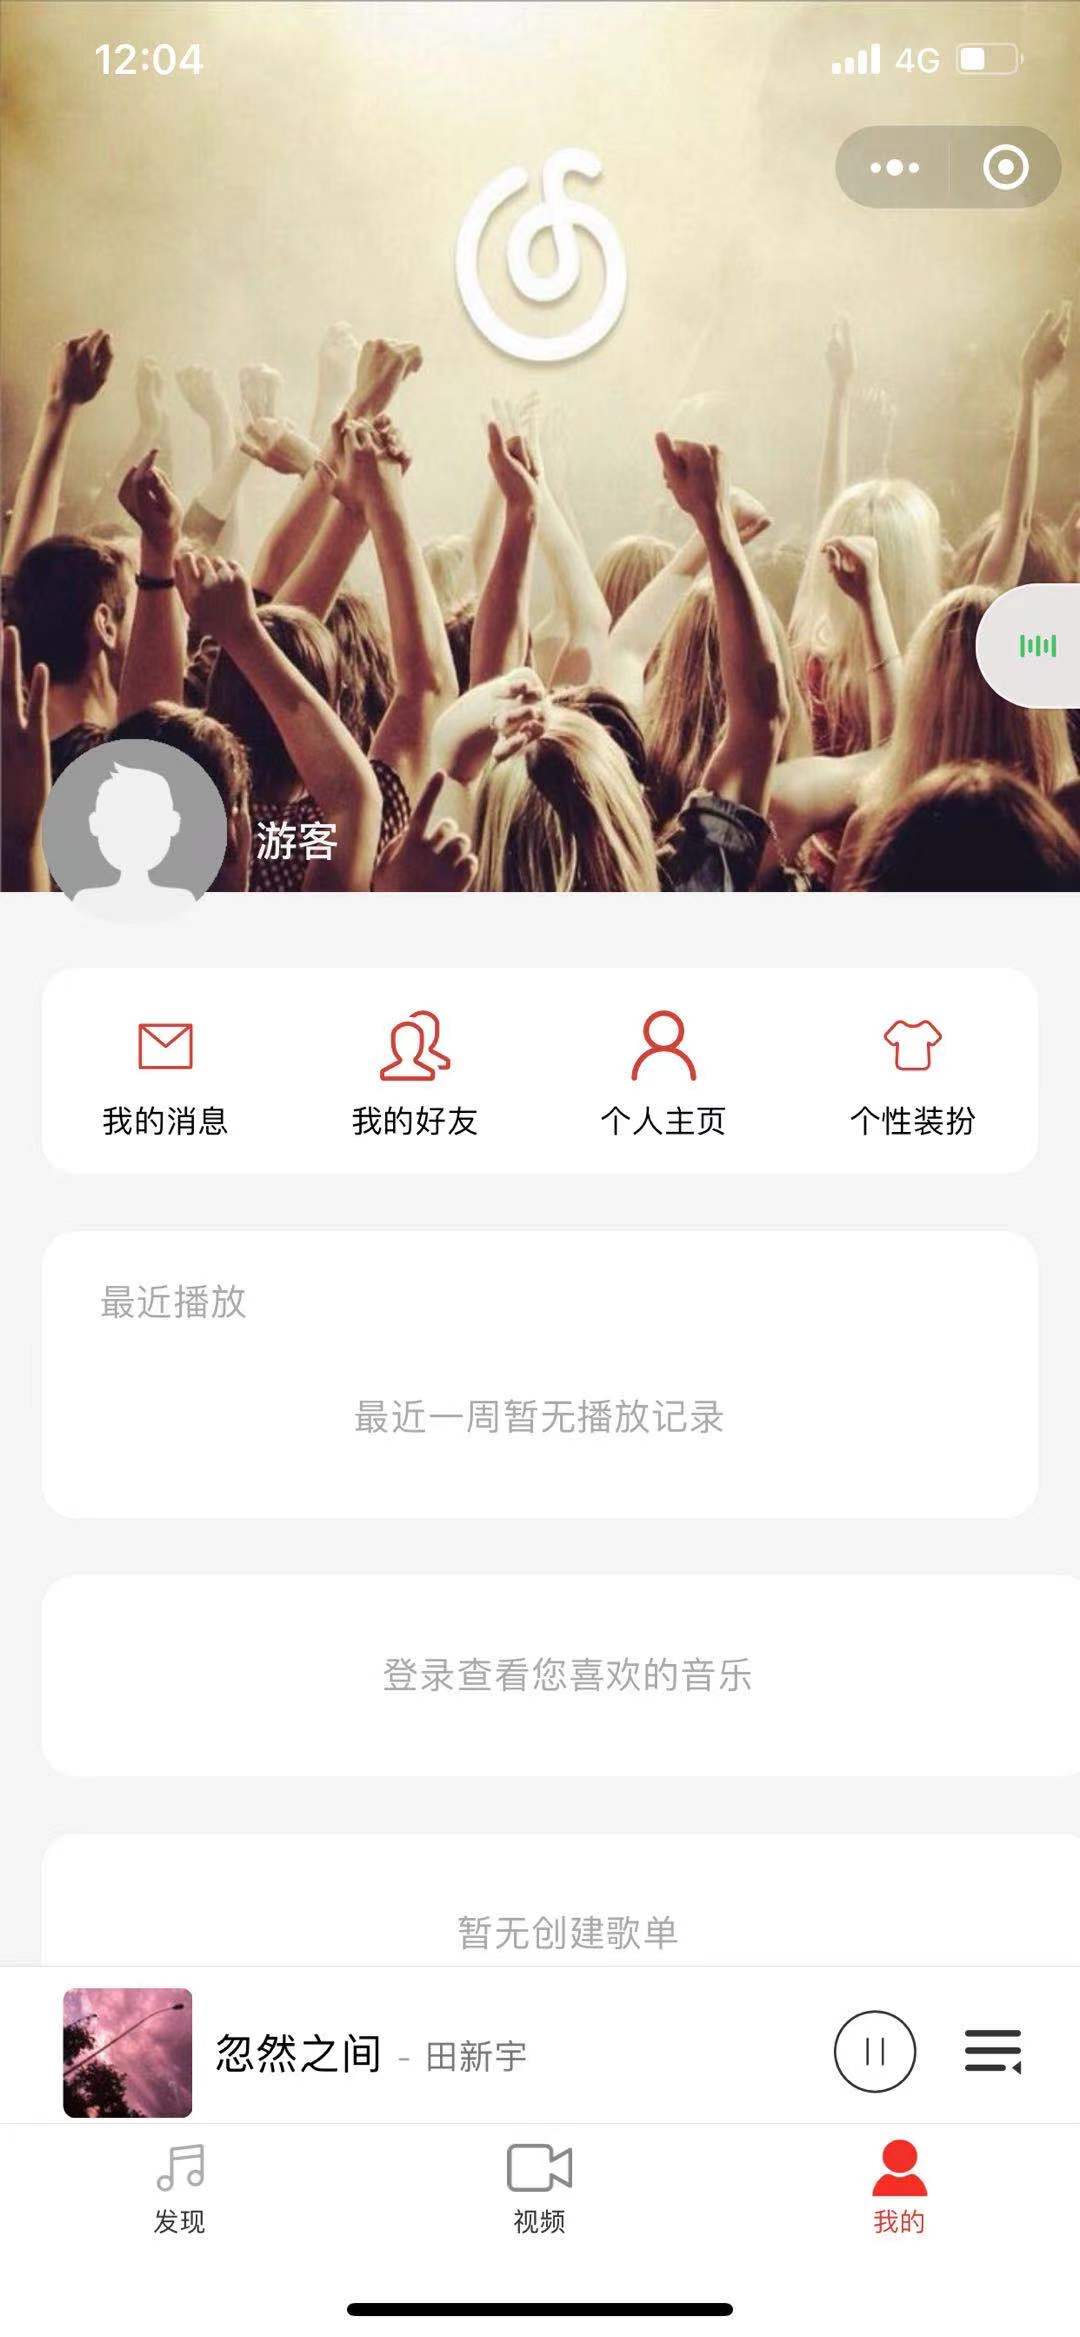 12:04 4G
游客
我的消息 我的好友 个人主页 个性装扮
最近播放
最近一周暂无播放记录
登录查看您喜欢的音乐
暂无创建歌单
忽然之间 - 田新宇
发现 视频 我的